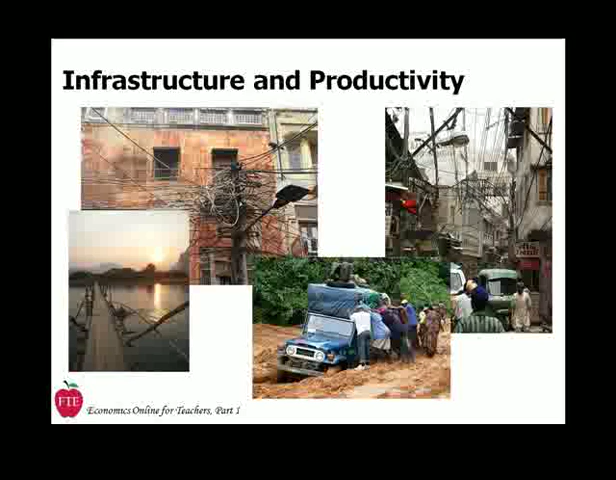 Infrastructure and Productivity
FTE
Economics Online for Teachers, Part 1